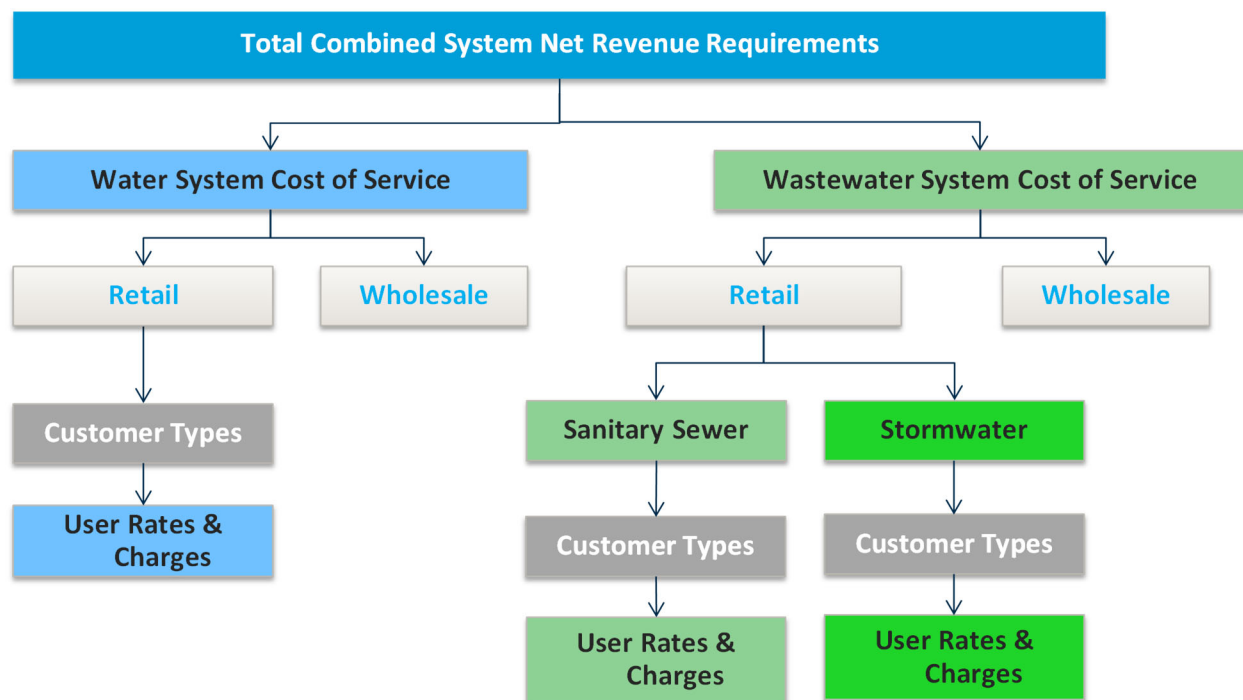 Total Combined System Net Revenue Requirements
Water System Cost of Service
Wastewater System Cost of Service
Retail
Wholesale
Retail
Wholesale
Customer Types
Sanitary Sewer
Stormwater
User Rates &
Charges
Customer Types
Customer Types
User Rates &
Charges
User Rates &
Charges